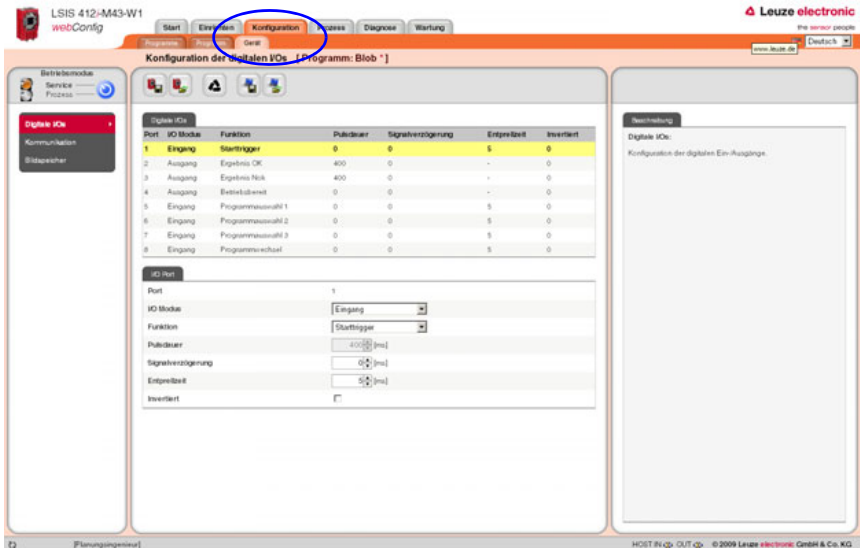 LSIS 412i-M43-W1
webConfig
Start Einrichten Konfiguration Prozess Diagnose Wartung
Leuze electronic
the sensor people
Programme Gerät
www.leuze.de
Deutsch
Konfiguration der digitalen I/Os [ Programm: Blob * ]
Betriebsmodus
Service
Prozess
Digitale I/Os
Kommunikation
Bildspeicher
Digitale I/Os
Port I/O Modus Funktion Pulsdauer Signalverzögerung Entprellzeit Invertiert
1 Eingang Starttrigger 0 0 5 0
2 Ausgang Ergebnis OK 400 0 - 0
3 Ausgang Ergebnis Nok 400 0 - 0
4 Ausgang Betriebsbereit 0 0 - 0
5 Eingang Programmauswahl 1 0 0 5 0
6 Eingang Programmauswahl 2 0 0 5 0
7 Eingang Programmauswahl 3 0 0 5 0
8 Eingang Programmwechsel 0 0 5 0
I/O Port
Port 1
I/O Modus Eingang
Funktion Starttrigger
Pulsdauer 400 [ms]
Signalverzögerung 0 [ms]
Entprellzeit 5 [ms]
Invertiert
Beschreibung
Digitale I/Os:
Konfiguration der digitalen Ein-/Ausgänge.
[Planungsingenieur]
HOST IN OUT © 2009 Leuze electronic GmbH & Co. KG